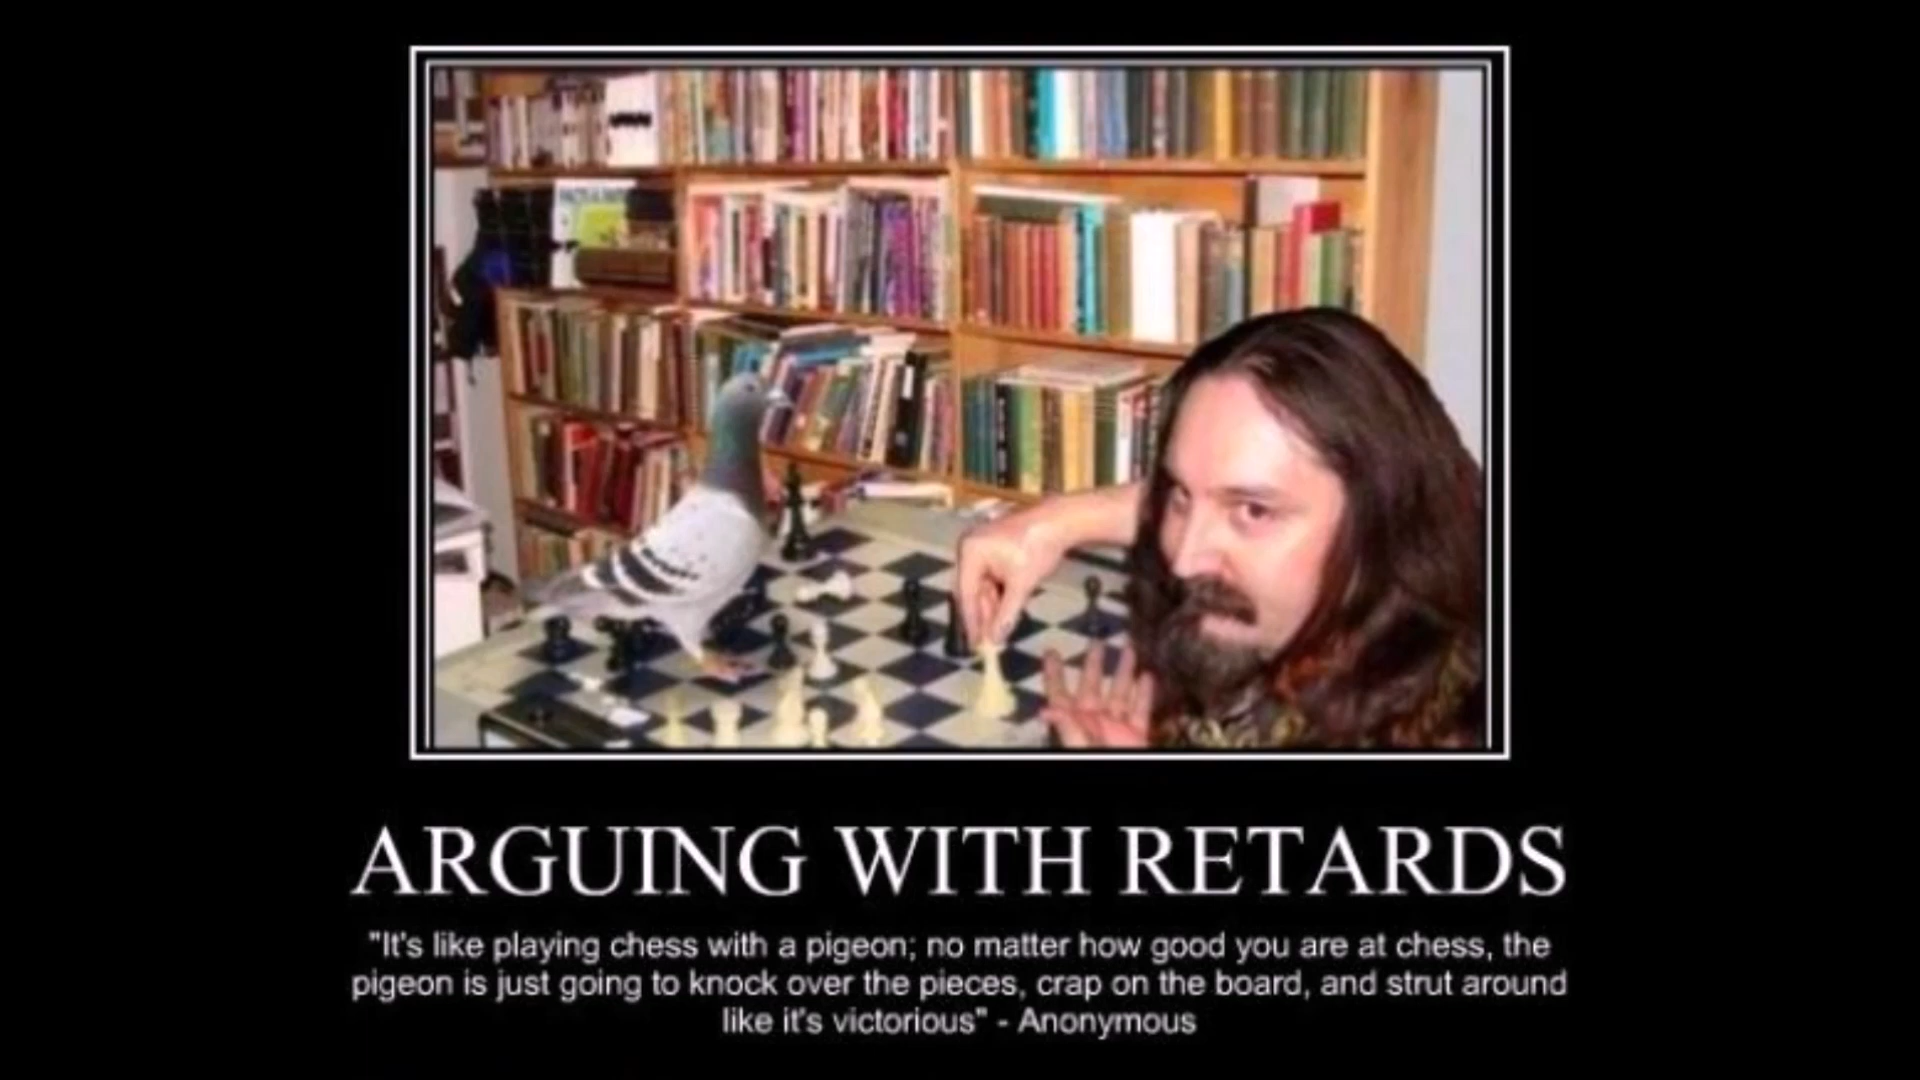 ARGUING WITH RETARDS
"It's like playing chess with a pigeon; no matter how good you are at chess, the
pigeon is just going to knock over the pieces, crap on the board, and strut around
like it's victorious" - Anonymous